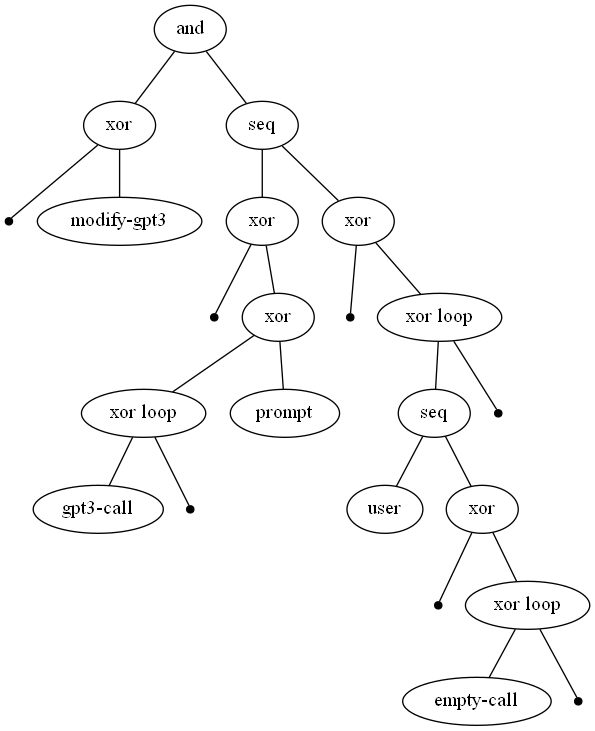 and
xor
seq
modify-gpt3
xor
xor
xor
xor loop
xor loop
prompt
seq
gpt3-call
user
xor
xor loop
empty-call